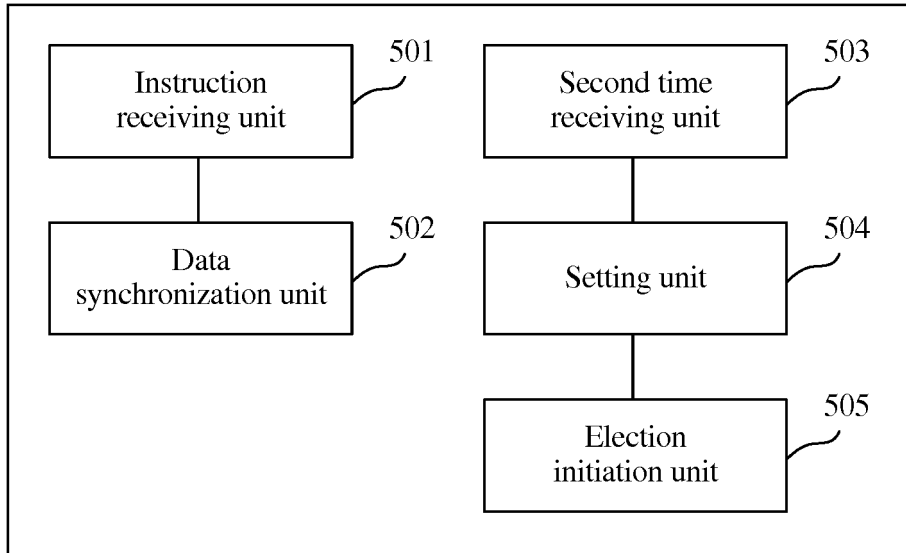 Instruction
receiving unit
501
Data
synchronization unit
502
Second time
receiving unit
503
Setting unit
504
Election
initiation unit
505